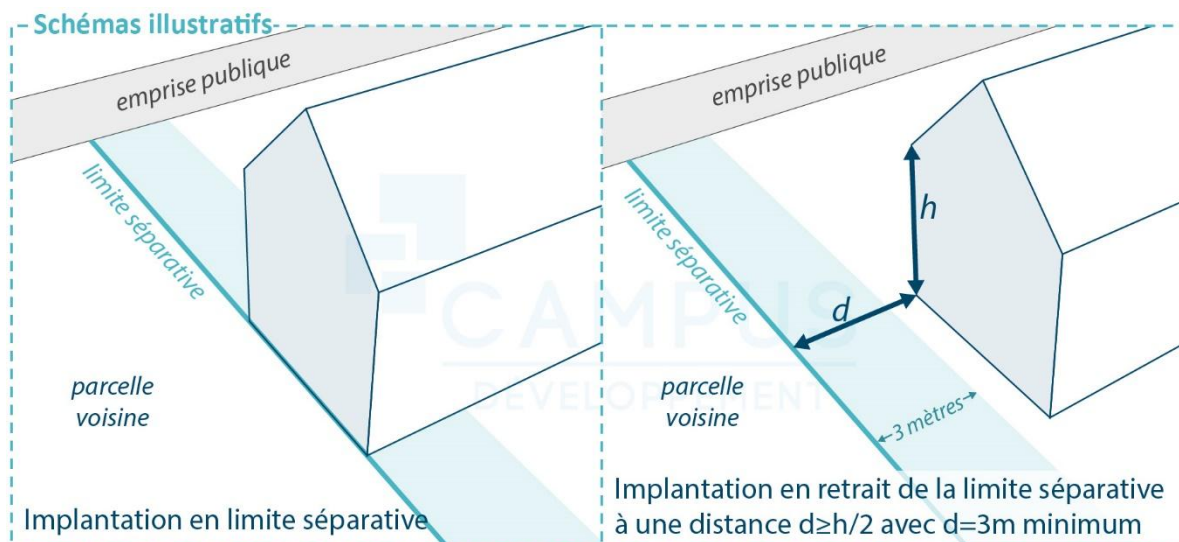 Schémas illustratifs
emprise publique
limite séparative
parcelle
voisine
Implantation en limite séparative
emprise publique
limite séparative
h
d
parcelle
voisine
3 mètres
Implantation en retrait de la limite séparative
à une distance d≥h/2 avec d=3m minimum
CAMPUS
DEVELOPPEMENT